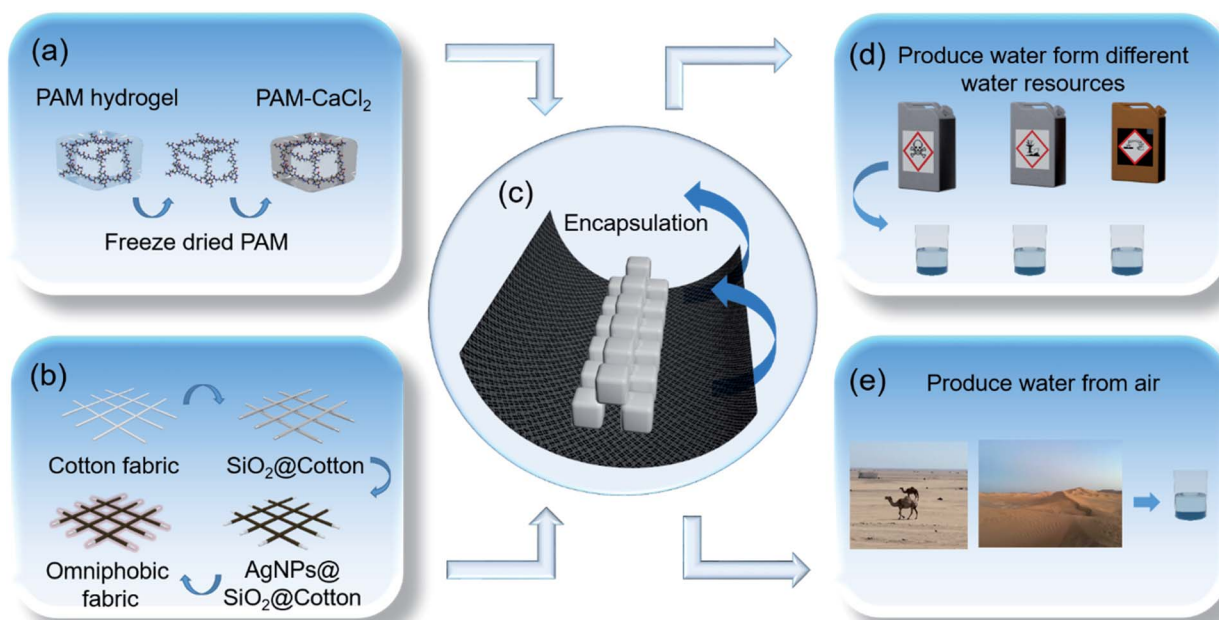 (a)
PAM hydrogel
PAM-CaCl₂
Freeze dried PAM
(b)
Cotton fabric
SiO₂@Cotton
Omniphobic
fabric
AgNPs@
SiO₂@Cotton
(c)
Encapsulation
(d)
Produce water form different
water resources
(e)
Produce water from air